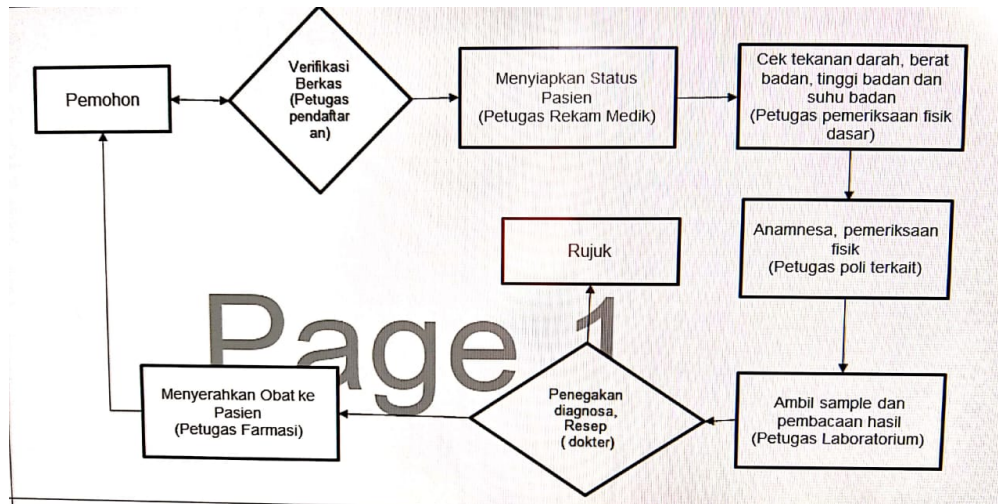 Pemohon
Verifikasi
Berkas
(Petugas
pendaftar
an)
Menyiapkan Status
Pasien
(Petugas Rekam Medik)
Cek tekanan darah, berat
badan, tinggi badan dan
suhu badan
(Petugas pemeriksaan fisik
dasar)
Anamnesa, pemeriksaan
fisik
(Petugas poli terkait)
Rujuk
Page 1
Ambil sample dan
pembacaan hasil
(Petugas Laboratorium)
Penegakan
diagnosa,
Resep
( dokter)
Menyerahkan Obat ke
Pasien
(Petugas Farmasi)